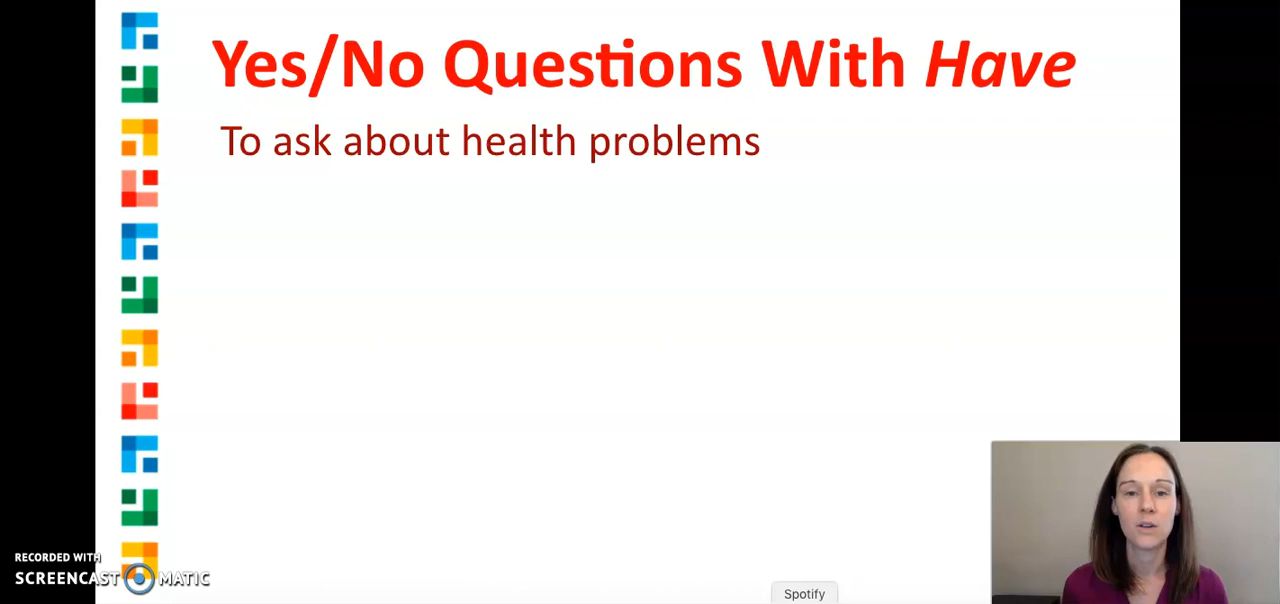 Yes/No Questions With Have
To ask about health problems
RECORDED WITH
SCREENCAST MATIC
Spotify